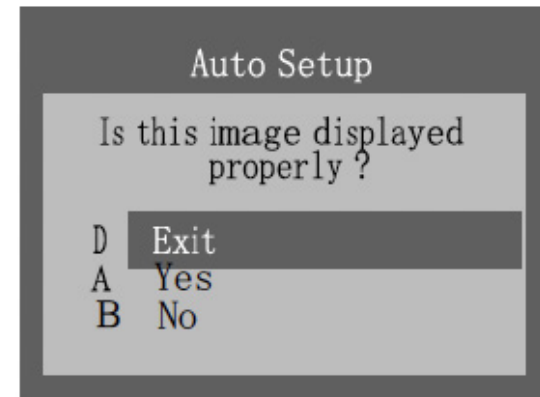 Auto Setup
Is this image displayed
properly ?
D Exit
A Yes
B No